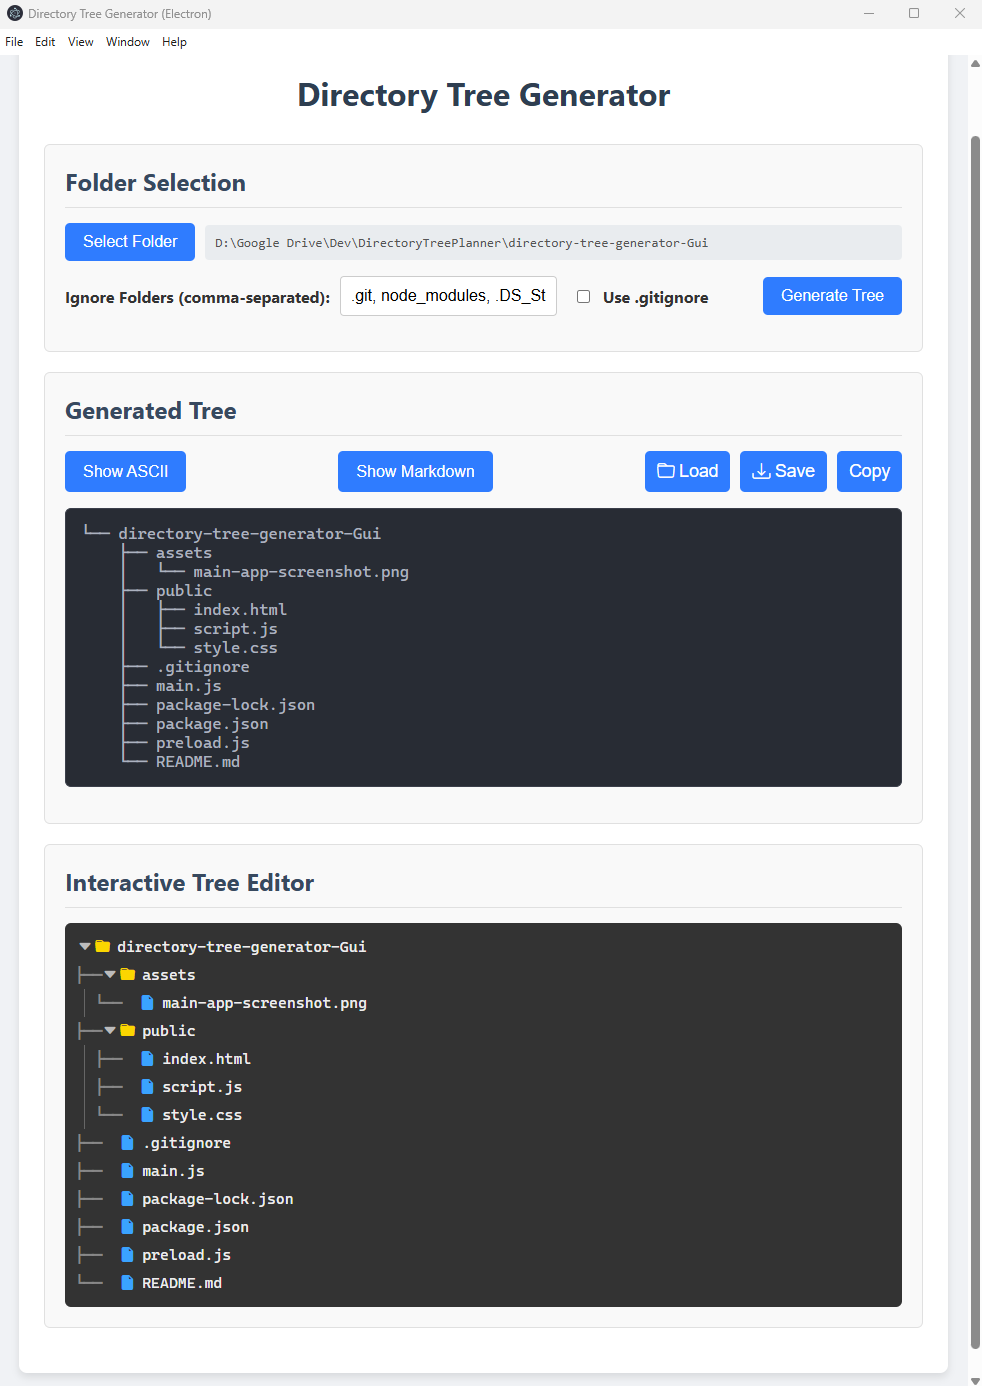 Directory Tree Generator (Electron)
File Edit View Window Help
Directory Tree Generator
Folder Selection
Select Folder D:\Google Drive\Dev\DirectoryTreePlanner\directory-tree-generator-Gui
Ignore Folders (comma-separated): .git, node_modules, .DS_St Use .gitignore Generate Tree
Generated Tree
Show ASCII Show Markdown Load Save Copy
└── directory-tree-generator-Gui
    ├── assets
    │   └── main-app-screenshot.png
    ├── public
    │   ├── index.html
    │   ├── script.js
    │   └── style.css
    ├── .gitignore
    ├── main.js
    ├── package-lock.json
    ├── package.json
    ├── preload.js
    └── README.md
Interactive Tree Editor
directory-tree-generator-Gui
├── assets
│ └── main-app-screenshot.png
├── public
│ ├── index.html
│ ├── script.js
│ └── style.css
├── .gitignore
├── main.js
├── package-lock.json
├── package.json
├── preload.js
└── README.md